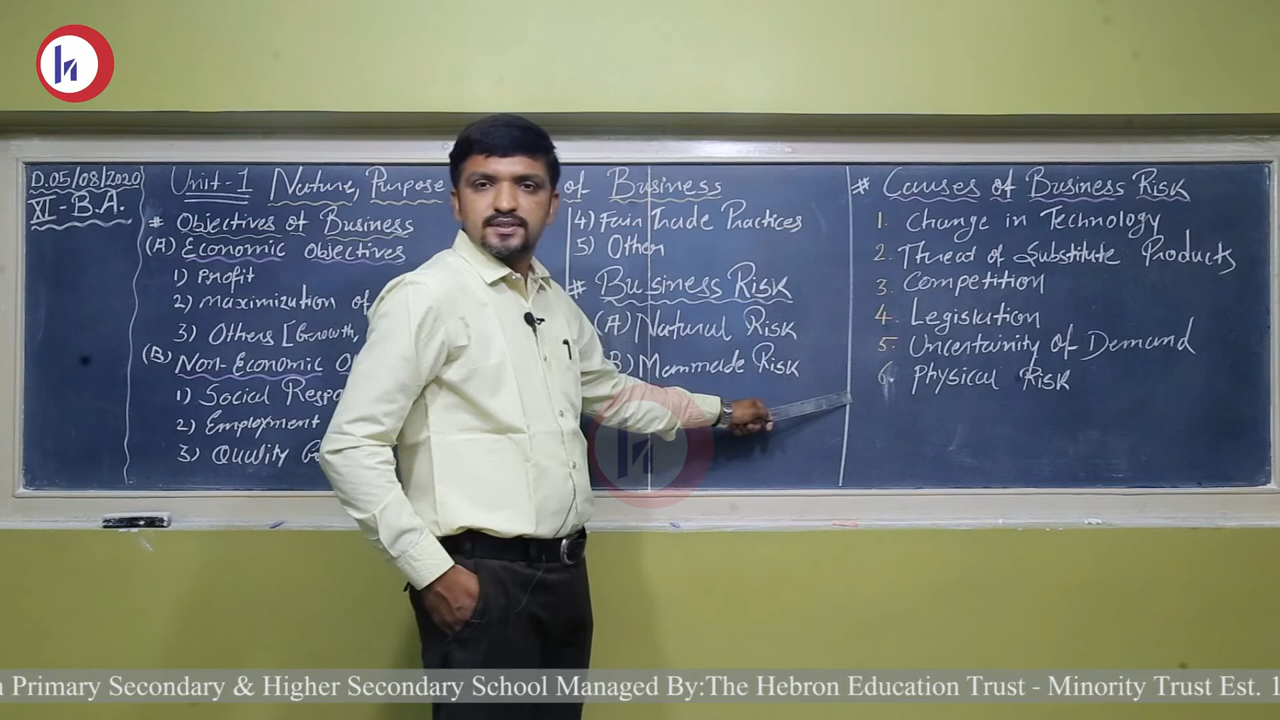 D.05/08/2020
XI - B.A.
Unit-1 Nature, Purpose of Business
# Objectives of Business
(A) Economic Objectives
1) Profit
2) Maximization of
3) Others [Growth,
(B) Non-Economic
1) Social
2) Employment
3) Quality
4) Fair Trade Practices
5) Other
# Business Risk
(A) Natural Risk
B) Manmade Risk
# Causes of Business Risk
1. Change in Technology
2. Threat of Substitute Products
3. Competition
4. Legislation
5. Uncertainity of Demand
6. Physical Risk
Primary Secondary & Higher Secondary School Managed By:The Hebron Education Trust - Minority Trust Est. 1